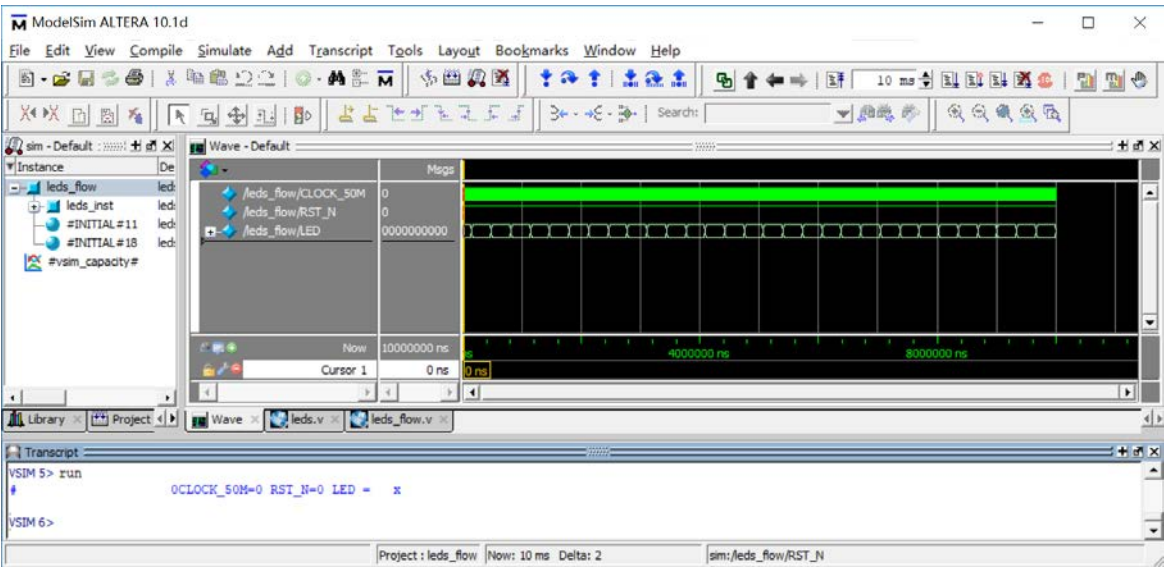 ModelSim ALTERA 10.1d
File Edit View Compile Simulate Add Transcript Tools Layout Bookmarks Window Help
10 ms
Search:
sim - Default
Wave - Default
Instance
De
Msgs
leds_flow
leds_inst
#INITIAL#11
#INITIAL#18
#vsim_capacity#
/leds_flow/CLOCK_50M 0
/leds_flow/RST_N 0
/leds_flow/LED 0000000000
Now 10000000 ns
4000000 ns 8000000 ns
Cursor 1 0 ns
0 ns
Library Project Wave leds.v leds_flow.v
Transcript
VSIM 5> run
# 0CLOCK_50M=0 RST_N=0 LED = x
VSIM 6>
Project : leds_flow Now: 10 ms Delta: 2 sim:/leds_flow/RST_N